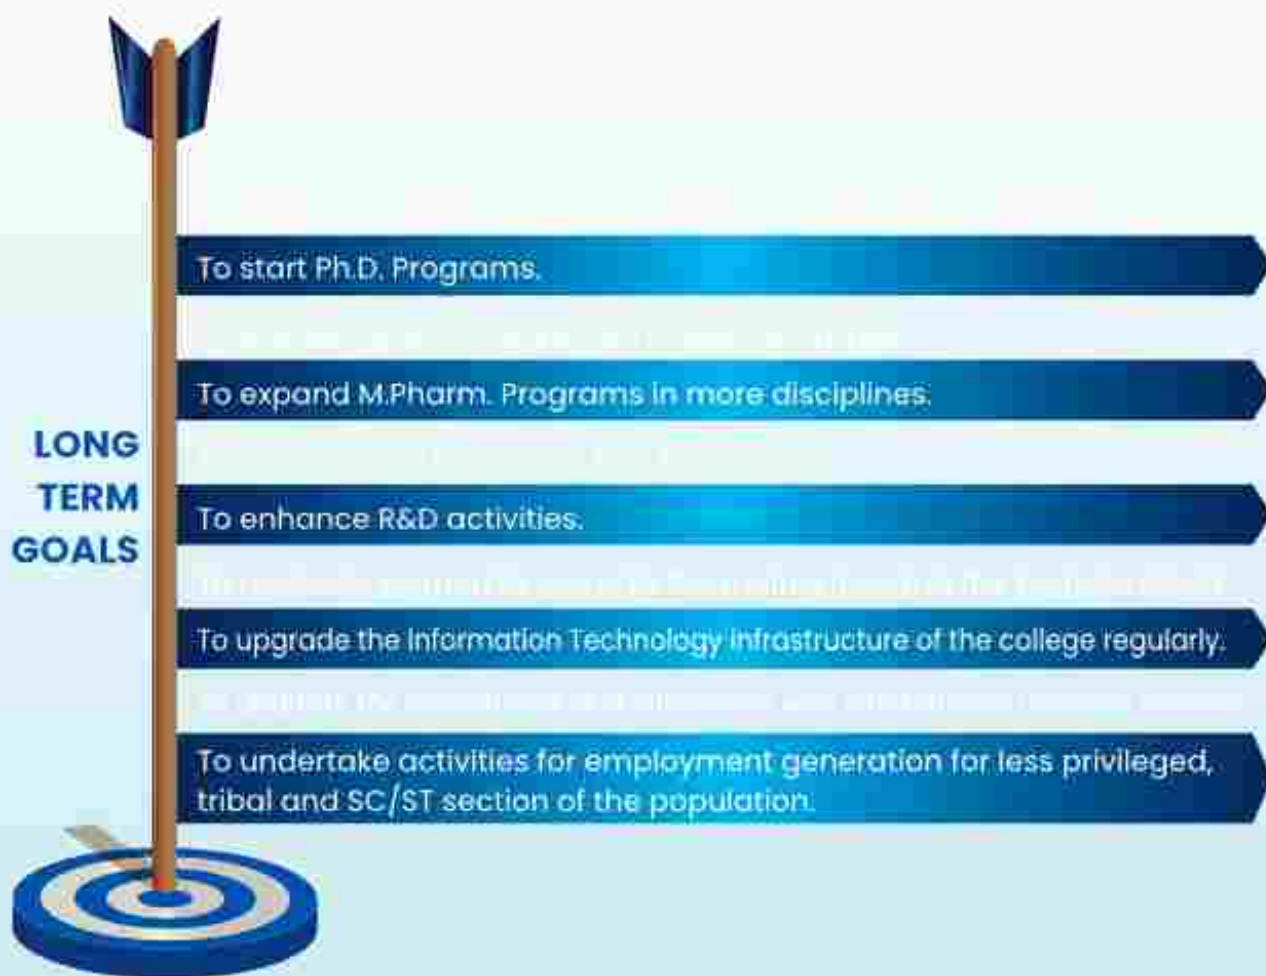 LONG
TERM
GOALS
To start Ph.D. Programs.
To expand M.Pharm. Programs in more disciplines.
To enhance R&D activities.
To upgrade the Information Technology infrastructure of the college regularly.
To undertake activities for employment generation for less privileged,
tribal and SC/ST section of the population.